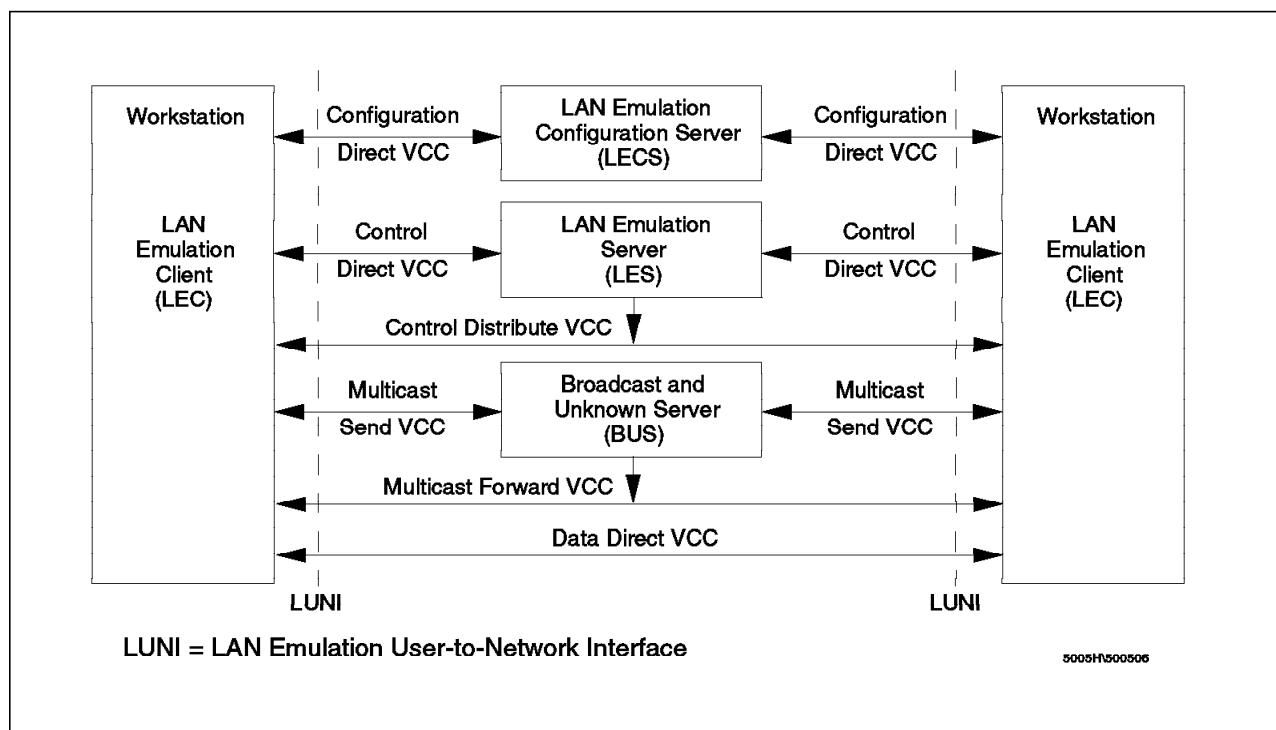 Workstation
LAN
Emulation
Client
(LEC)
Configuration
Direct VCC
LAN Emulation
Configuration Server
(LECS)
Configuration
Direct VCC
Control
Direct VCC
LAN Emulation
Server
(LES)
Control
Direct VCC
Control Distribute VCC
Multicast
Send VCC
Broadcast and
Unknown Server
(BUS)
Multicast
Send VCC
Multicast Forward VCC
Data Direct VCC
Workstation
LAN
Emulation
Client
(LEC)
LUNI
LUNI
LUNI = LAN Emulation User-to-Network Interface
5005H\500506